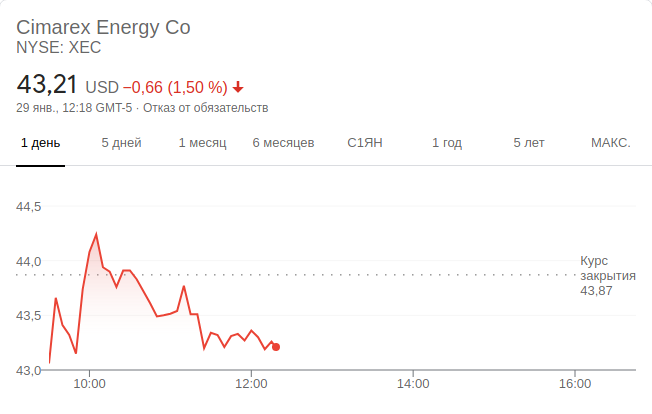 Cimarex Energy Co
NYSE: XEC
43,21 USD −0,66 (1,50 %)
29 янв., 12:18 GMT-5 · Отказ от обязательств
1 день 5 дней 1 месяц 6 месяцев С1ЯН 1 год 5 лет МАКС.
44,5
44,0
43,5
43,0
Курс
закрытия
43,87
10:00 12:00 14:00 16:00